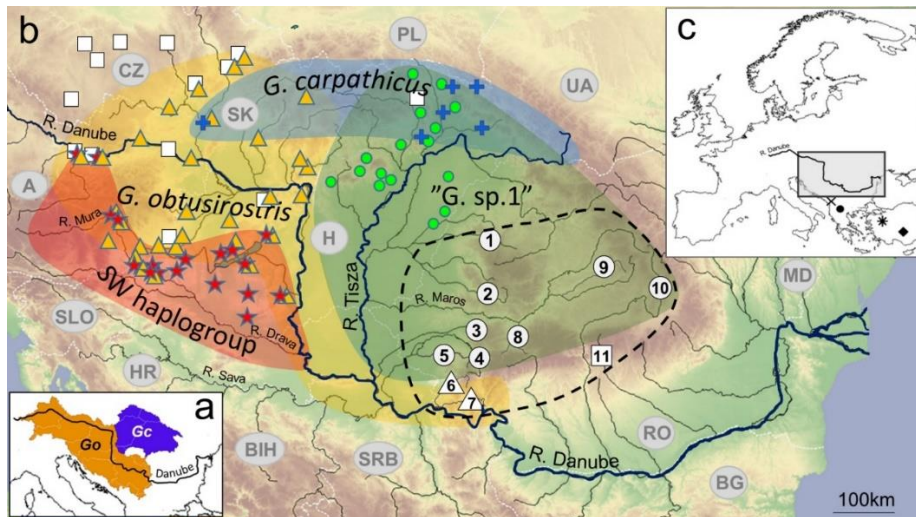 b
PL
c
CZ
G. carpathicus
UA
SK
R. Danube
R. Danube
A
G. obtusirostris
"G. sp.1"
R. Mura
H
1
9
R. Tisza
MD
2
10
R. Maros
SW haplogroup
3
8
SLO
R. Drava
5
4
11
HR
R. Sava
6
7
a
Gc
Go
Danube
RO
BIH
SRB
R. Danube
BG
100km